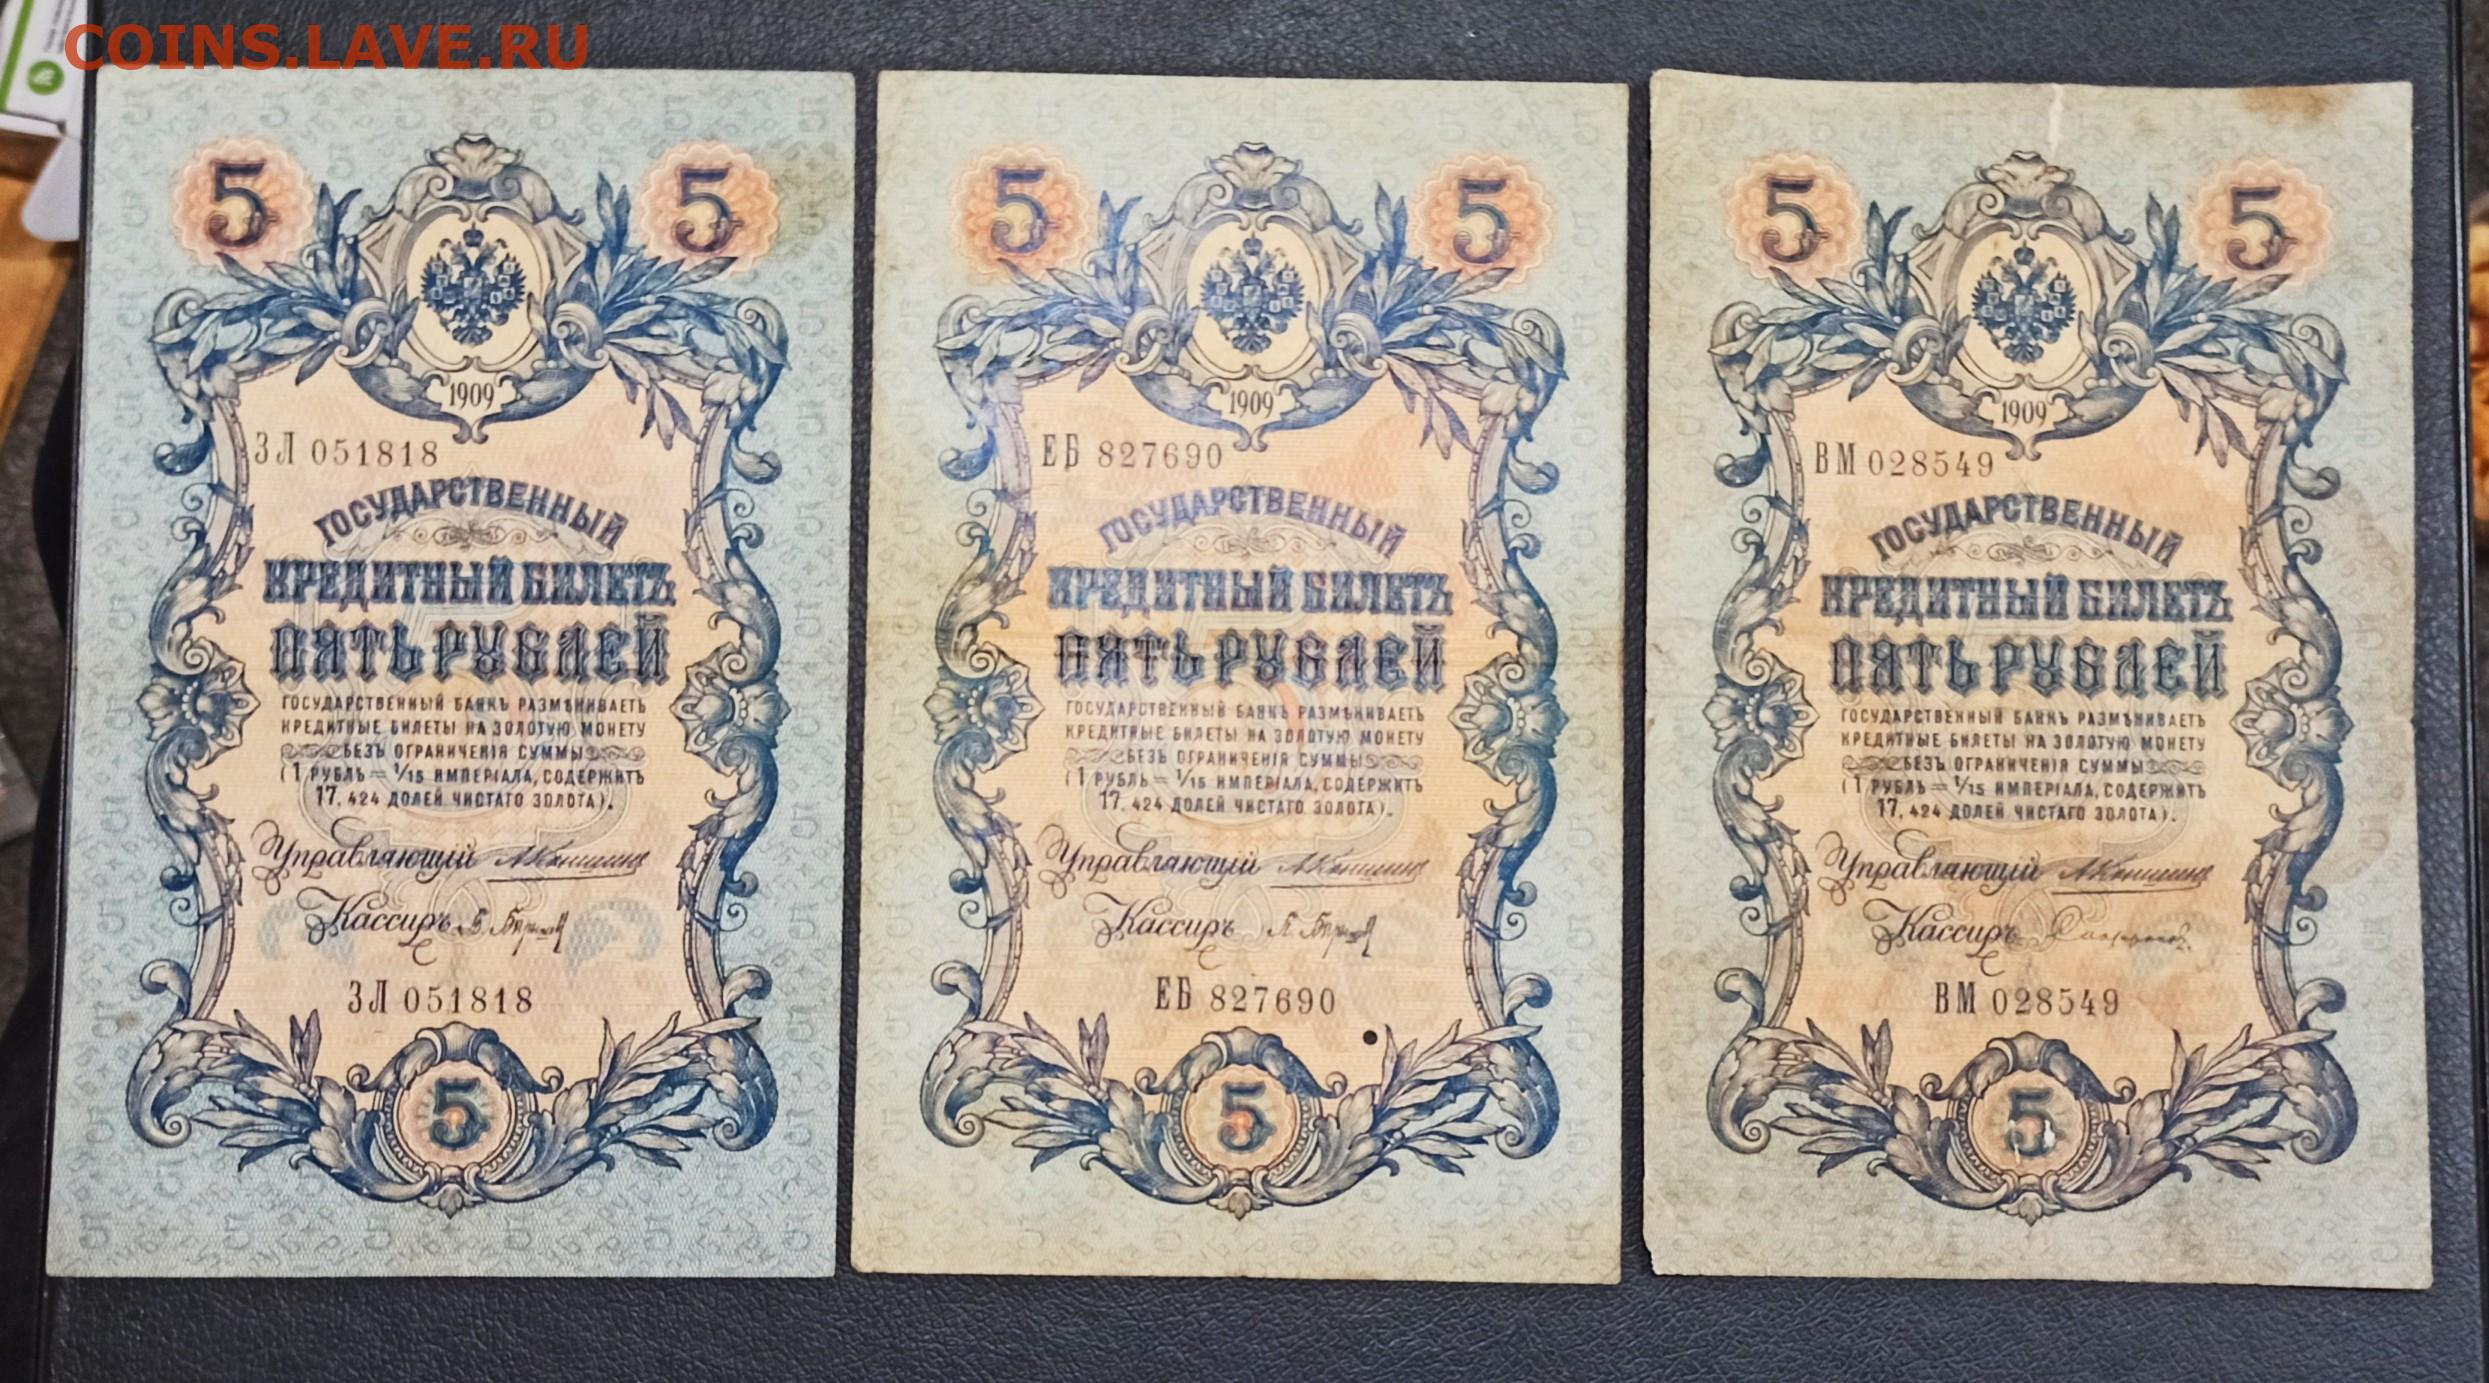 COINS.LAVE.RU
5 5
1909
ЗЛ 051818
ГОСУДАРСТВЕННЫЙ
КРЕДИТНЫЙ БИЛЕТЪ
ПЯТЬ РУБЛЕЙ
ГОСУДАРСТВЕННЫЙ БАНКЪ РАЗМѢНИВАЕТЪ
КРЕДИТНЫЕ БИЛЕТЫ НА ЗОЛОТУЮ МОНЕТУ
БЕЗЪ ОГРАНИЧЕНІЯ СУММЫ
(1 РУБЛЬ = 1/15 ИМПЕРІАЛА, СОДЕРЖИТЪ
17,424 ДОЛЕЙ ЧИСТАГО ЗОЛОТА).
Управляющій
Кассиръ
ЗЛ 051818
5
5 5
1909
ЕБ 827690
ГОСУДАРСТВЕННЫЙ
КРЕДИТНЫЙ БИЛЕТЪ
ПЯТЬ РУБЛЕЙ
ГОСУДАРСТВЕННЫЙ БАНКЪ РАЗМѢНИВАЕТЪ
КРЕДИТНЫЕ БИЛЕТЫ НА ЗОЛОТУЮ МОНЕТУ
БЕЗЪ ОГРАНИЧЕНІЯ СУММЫ
(1 РУБЛЬ = 1/15 ИМПЕРІАЛА, СОДЕРЖИТЪ
17,424 ДОЛЕЙ ЧИСТАГО ЗОЛОТА).
Управляющій
Кассиръ
ЕБ 827690
5
5 5
1909
ВМ 028549
ГОСУДАРСТВЕННЫЙ
КРЕДИТНЫЙ БИЛЕТЪ
ПЯТЬ РУБЛЕЙ
ГОСУДАРСТВЕННЫЙ БАНКЪ РАЗМѢНИВАЕТЪ
КРЕДИТНЫЕ БИЛЕТЫ НА ЗОЛОТУЮ МОНЕТУ
БЕЗЪ ОГРАНИЧЕНІЯ СУММЫ
(1 РУБЛЬ = 1/15 ИМПЕРІАЛА, СОДЕРЖИТЪ
17,424 ДОЛЕЙ ЧИСТАГО ЗОЛОТА).
Управляющій
Кассиръ
ВМ 028549
5